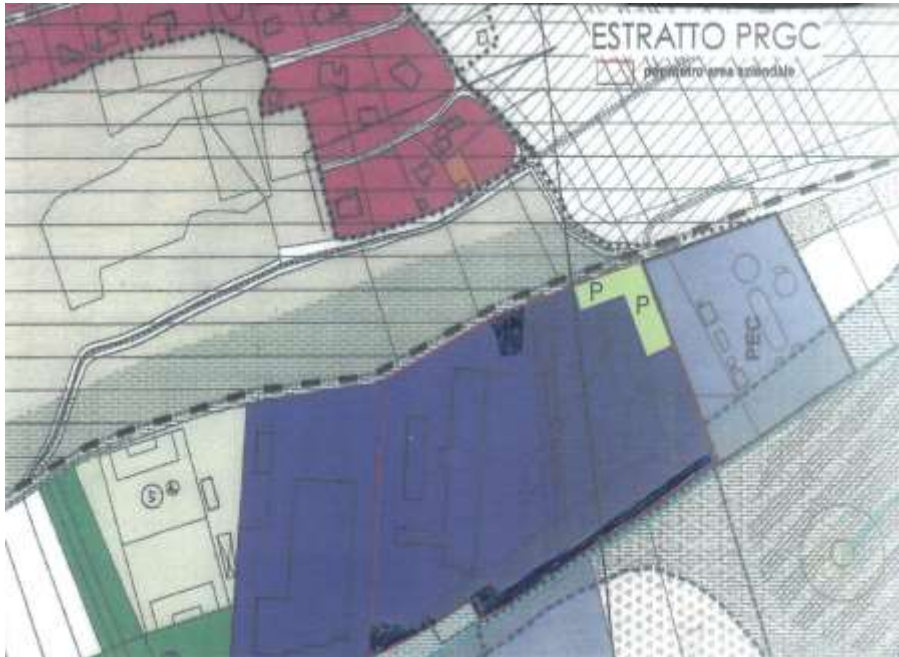 ESTRATTO PRGC
perimetro area aziendale
P
P
PEC
S